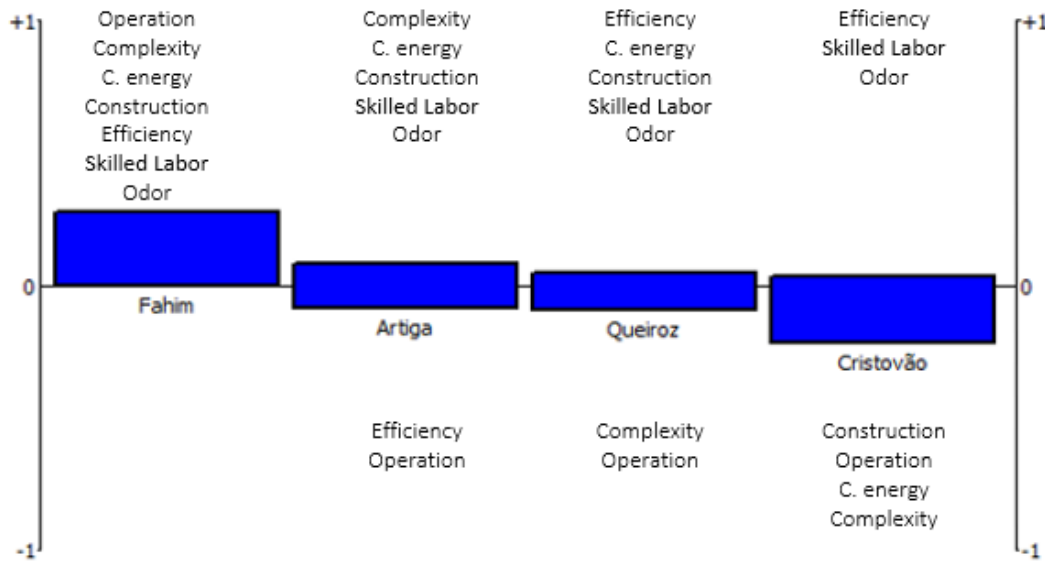 +1
Operation
Complexity
C. energy
Construction
Efficiency
Skilled Labor
Odor
Complexity
C. energy
Construction
Skilled Labor
Odor
Efficiency
C. energy
Construction
Skilled Labor
Odor
Efficiency
Skilled Labor
Odor
+1
0
Fahim
Artiga
Queiroz
Cristovão
0
Efficiency
Operation
Complexity
Operation
Construction
Operation
C. energy
Complexity
-1
-1